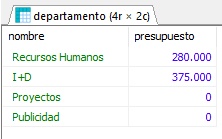 departamento (4r × 2c)
nombre presupuesto
Recursos Humanos 280.000
I+D 375.000
Proyectos 0
Publicidad 0